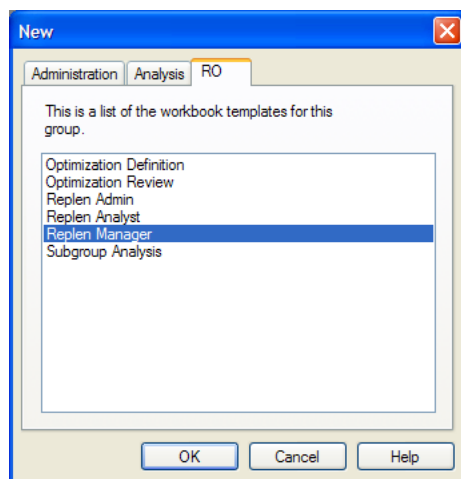 New
Administration Analysis RO
This is a list of the workbook templates for this
group.
Optimization Definition
Optimization Review
Replen Admin
Replen Analyst
Replen Manager
Subgroup Analysis
OK Cancel Help